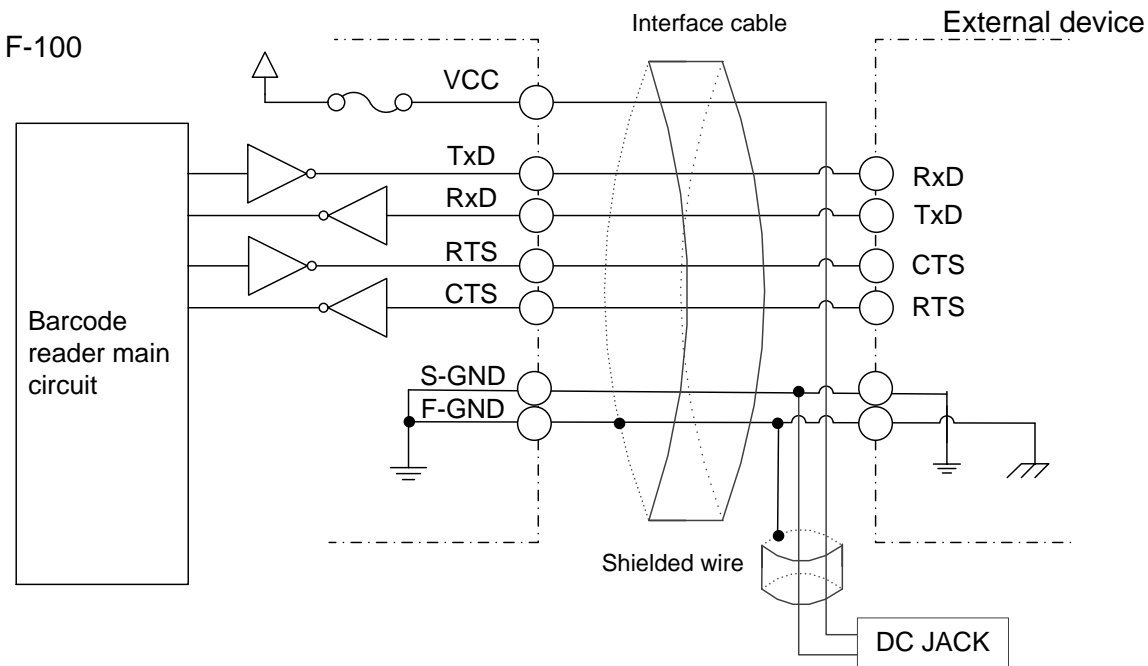 Interface cable
External device
F-100
VCC
TxD
RxD
RxD
TxD
RTS
CTS
CTS
RTS
Barcode
reader main
circuit
S-GND
F-GND
Shielded wire
DC JACK